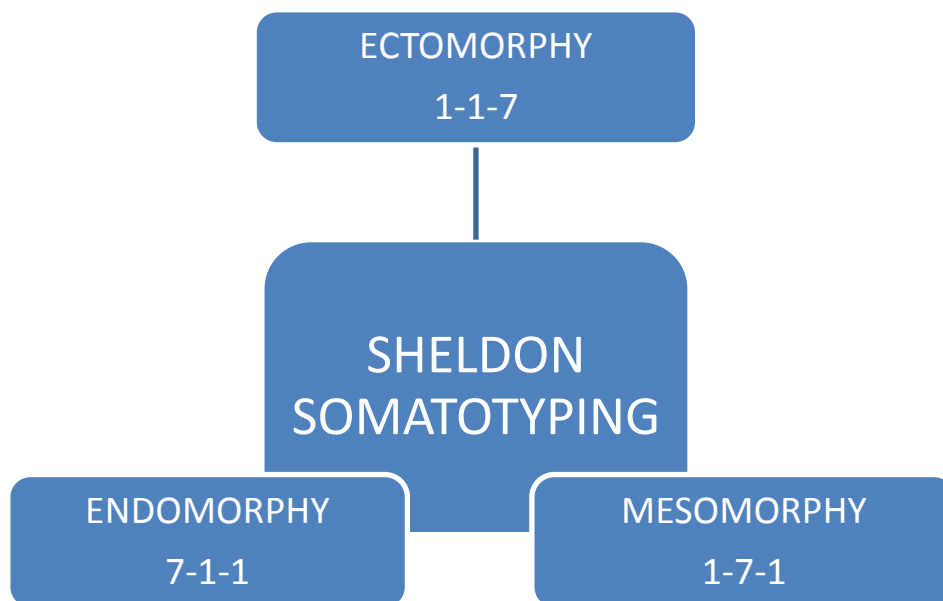 ECTOMORPHY
1-1-7
SHELDON
SOMATOTYPING
ENDOMORPHY
7-1-1
MESOMORPHY
1-7-1